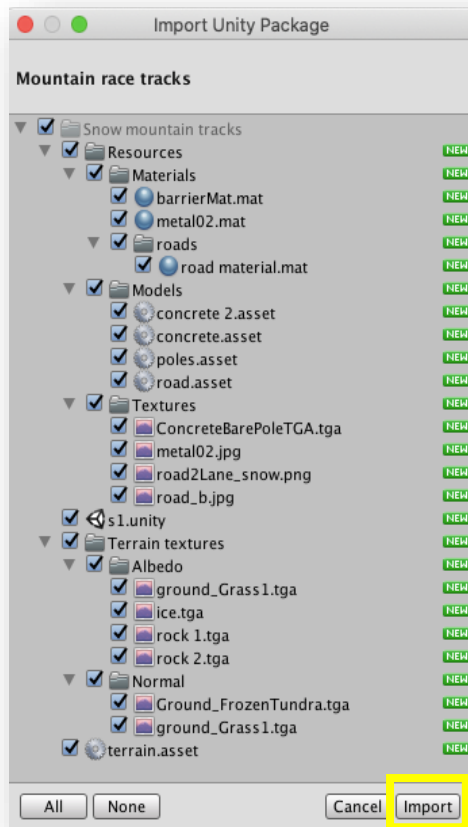 Import Unity Package
Mountain race tracks
Snow mountain tracks
Resources NEW
Materials NEW
barrierMat.mat NEW
metal02.mat NEW
roads NEW
road material.mat NEW
Models NEW
concrete 2.asset NEW
concrete.asset NEW
poles.asset NEW
road.asset NEW
Textures NEW
ConcreteBarePoleTGA.tga NEW
metal02.jpg NEW
road2Lane_snow.png NEW
road_b.jpg NEW
s1.unity NEW
Terrain textures NEW
Albedo NEW
ground_Grass1.tga NEW
ice.tga NEW
rock 1.tga NEW
rock 2.tga NEW
Normal NEW
Ground_FrozenTundra.tga NEW
ground_Grass1.tga NEW
terrain.asset NEW
All None Cancel Import